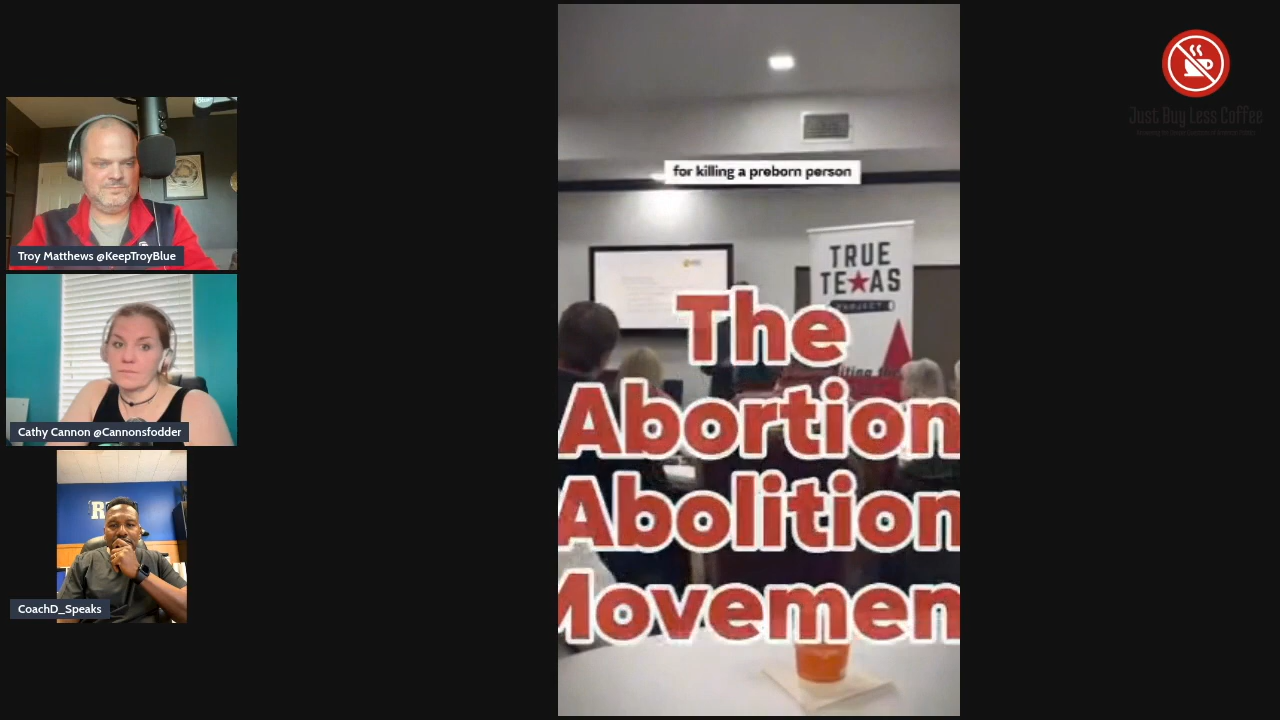 Troy Matthews @KeepTroyBlue
Cathy Cannon @Cannonsfodder
R
CoachD_Speaks
for killing a preborn person
TRUE
TEXAS
PROJECT
The
Abortion
Abolition
Movemen
Just Buy Less Coffee